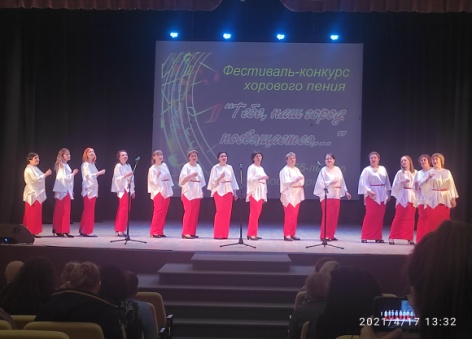 Фестиваль-конкурс
хорового пения
"Тебе, наш город
посвящается,..."
2021/4/17 13:32